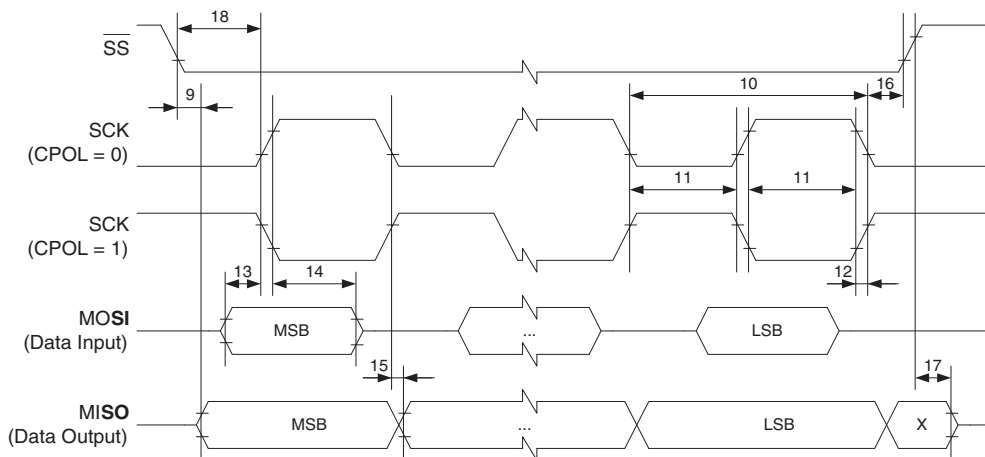 18
SS
9
10
16
SCK
(CPOL = 0)
11
11
SCK
(CPOL = 1)
12
13
14
MOSI
(Data Input)
MSB
...
LSB
15
17
MISO
(Data Output)
MSB
...
LSB
X